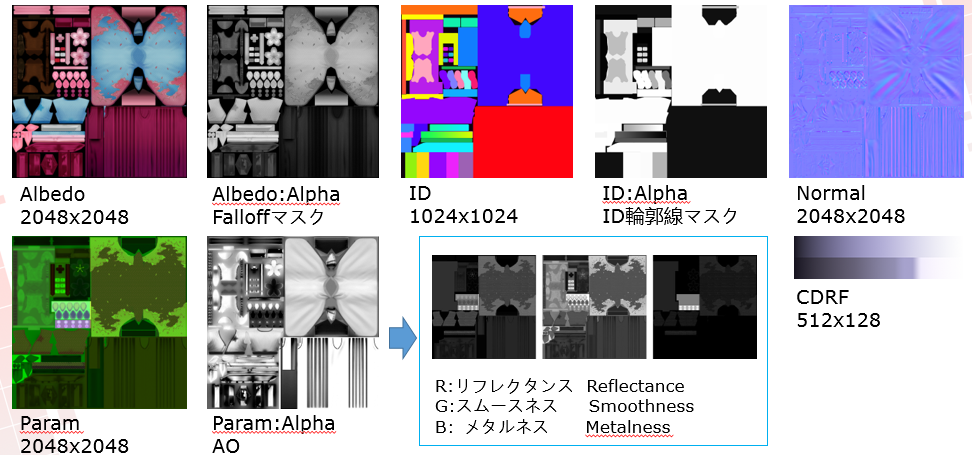 Albedo
2048x2048
Albedo:Alpha
Falloffマスク
ID
1024x1024
ID:Alpha
ID輪郭線マスク
Normal
2048x2048
Param
2048x2048
Param:Alpha
AO
R:リフレクタンス Reflectance
G:スムースネス Smoothness
B: メタルネス Metalness
CDRF
512x128